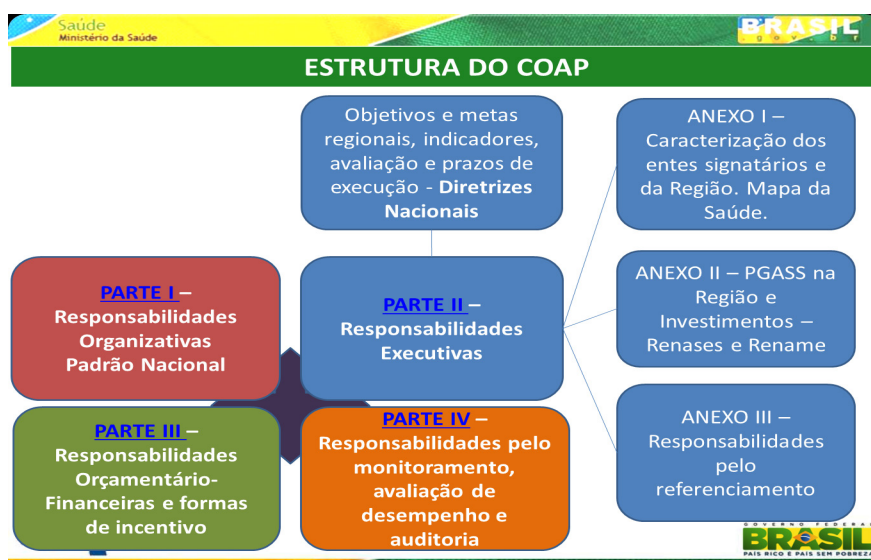 Saúde
Ministério da Saúde
BRASIL
gov.br
ESTRUTURA DO COAP
Objetivos e metas
regionais, indicadores,
avaliação e prazos de
execução - Diretrizes
Nacionais
ANEXO I –
Caracterização dos
entes signatários e
da Região. Mapa da
Saúde.
PARTE I –
Responsabilidades
Organizativas
Padrão Nacional
PARTE II –
Responsabilidades
Executivas
ANEXO II – PGASS na
Região e
Investimentos –
Renases e Rename
PARTE III –
Responsabilidades
Orçamentário-
Financeiras e formas
de incentivo
PARTE IV –
Responsabilidades pelo
monitoramento,
avaliação de
desempenho e
auditoria
ANEXO III –
Responsabilidades
pelo
referenciamento
GOVERNO FEDERAL
BRASIL
PAÍS RICO É PAÍS SEM POBREZA